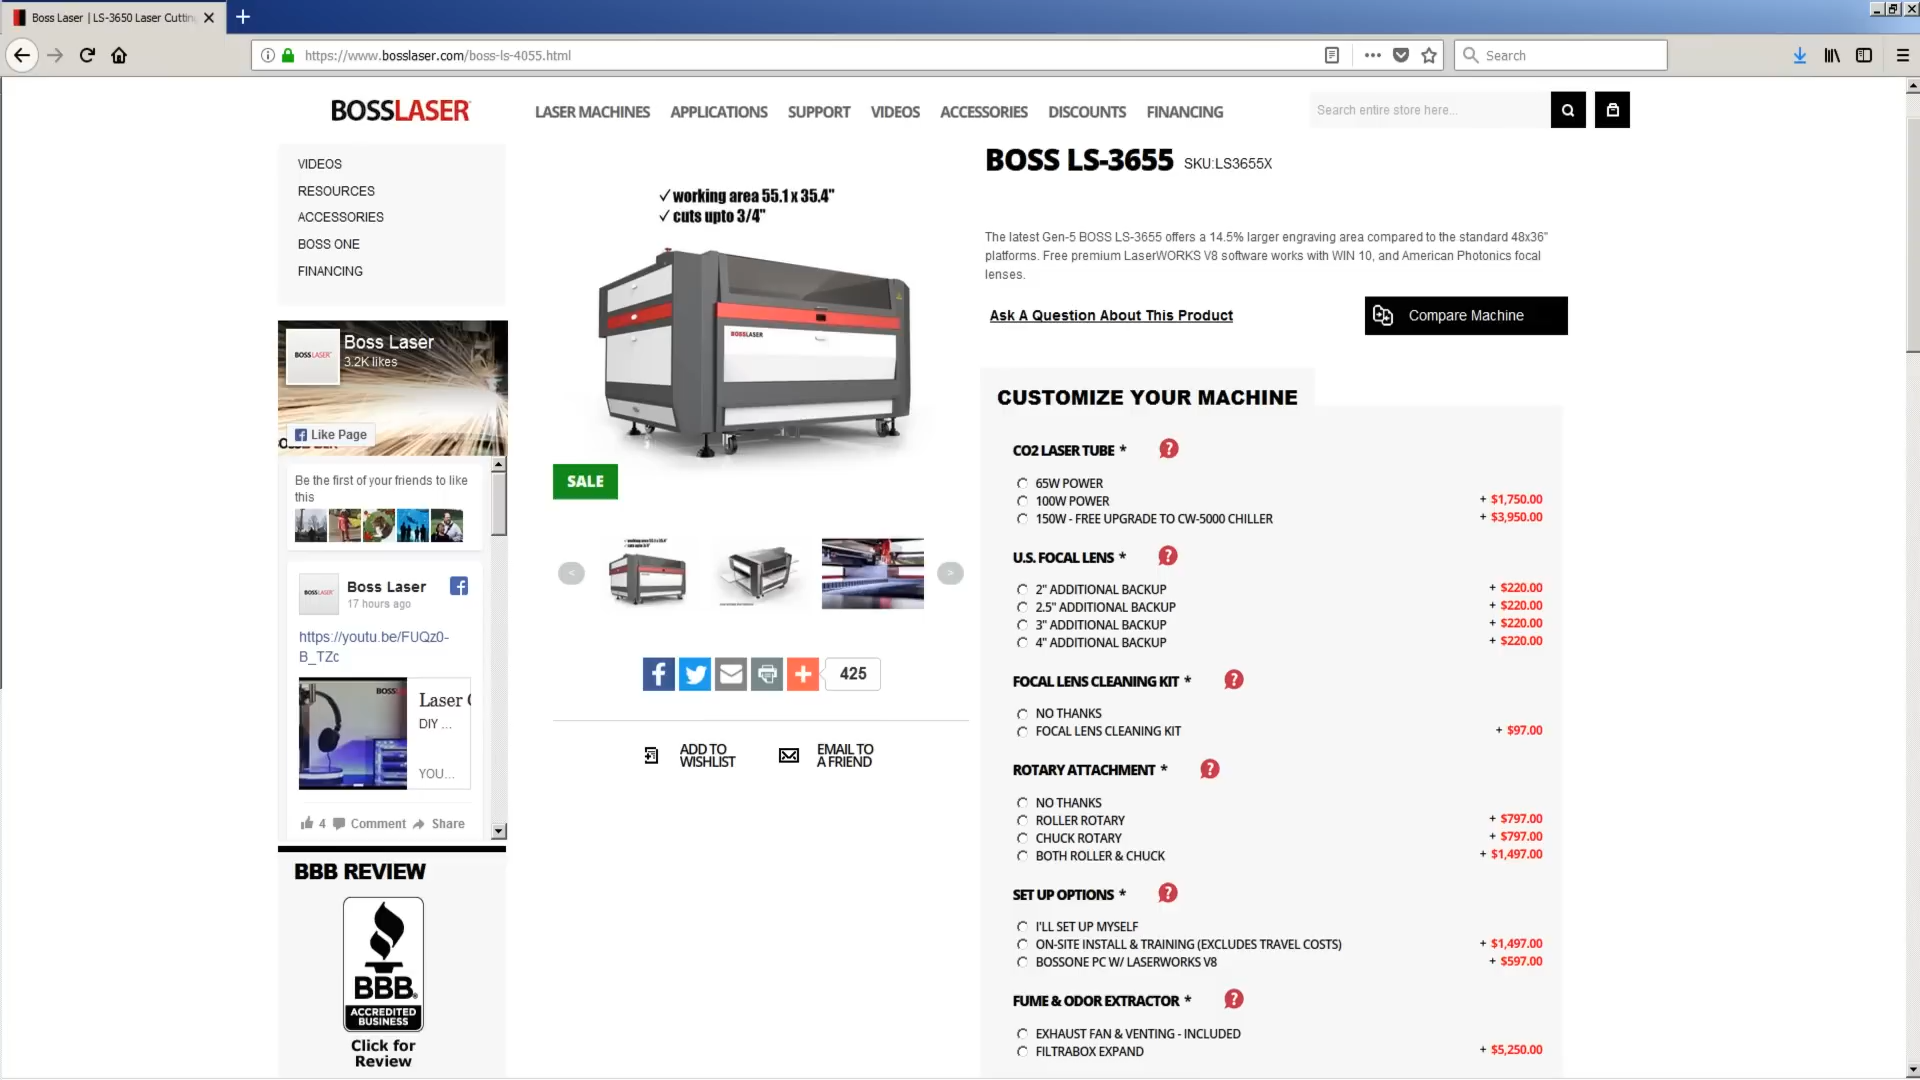 Boss Laser | LS-3650 Laser Cutting
https://www.bosslaser.com/boss-ls-4055.html
Search
BOSSLASER
LASER MACHINES
APPLICATIONS
SUPPORT
VIDEOS
ACCESSORIES
DISCOUNTS
FINANCING
Search entire store here...
VIDEOS
RESOURCES
ACCESSORIES
BOSS ONE
FINANCING
BOSSLASER
Boss Laser
3.2K likes
Like Page
Be the first of your friends to like
this
BOSSLASER
Boss Laser
17 hours ago
https://youtu.be/FUQz0-
B_TZc
BOSS
Laser C
DIY ...
YOU...
4 Comment Share
BBB REVIEW
BBB.
ACCREDITED
BUSINESS
Click for
Review
✓ working area 55.1 x 35.4"
✓ cuts upto 3/4"
BOSSLASER
SALE
<
>
425
ADD TO
WISHLIST
EMAIL TO
A FRIEND
BOSS LS-3655 SKU:LS3655X
The latest Gen-5 BOSS LS-3655 offers a 14.5% larger engraving area compared to the standard 48x36"
platforms. Free premium LaserWORKS V8 software works with WIN 10, and American Photonics focal
lenses.
Ask A Question About This Product
Compare Machine
CUSTOMIZE YOUR MACHINE
CO2 LASER TUBE * ?
65W POWER
100W POWER + $1,750.00
150W - FREE UPGRADE TO CW-5000 CHILLER + $3,950.00
U.S. FOCAL LENS * ?
2" ADDITIONAL BACKUP + $220.00
2.5" ADDITIONAL BACKUP + $220.00
3" ADDITIONAL BACKUP + $220.00
4" ADDITIONAL BACKUP + $220.00
FOCAL LENS CLEANING KIT * ?
NO THANKS
FOCAL LENS CLEANING KIT + $97.00
ROTARY ATTACHMENT * ?
NO THANKS
ROLLER ROTARY + $797.00
CHUCK ROTARY + $797.00
BOTH ROLLER & CHUCK + $1,497.00
SET UP OPTIONS * ?
I'LL SET UP MYSELF
ON-SITE INSTALL & TRAINING (EXCLUDES TRAVEL COSTS) + $1,497.00
BOSSONE PC W/ LASERWORKS V8 + $597.00
FUME & ODOR EXTRACTOR * ?
EXHAUST FAN & VENTING - INCLUDED
FILTRABOX EXPAND + $5,250.00